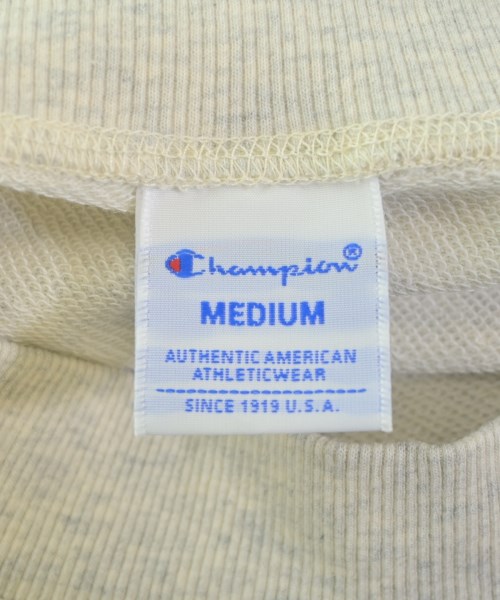 Champion®
MEDIUM
AUTHENTIC AMERICAN
ATHLETICWEAR
SINCE 1919 U.S.A.